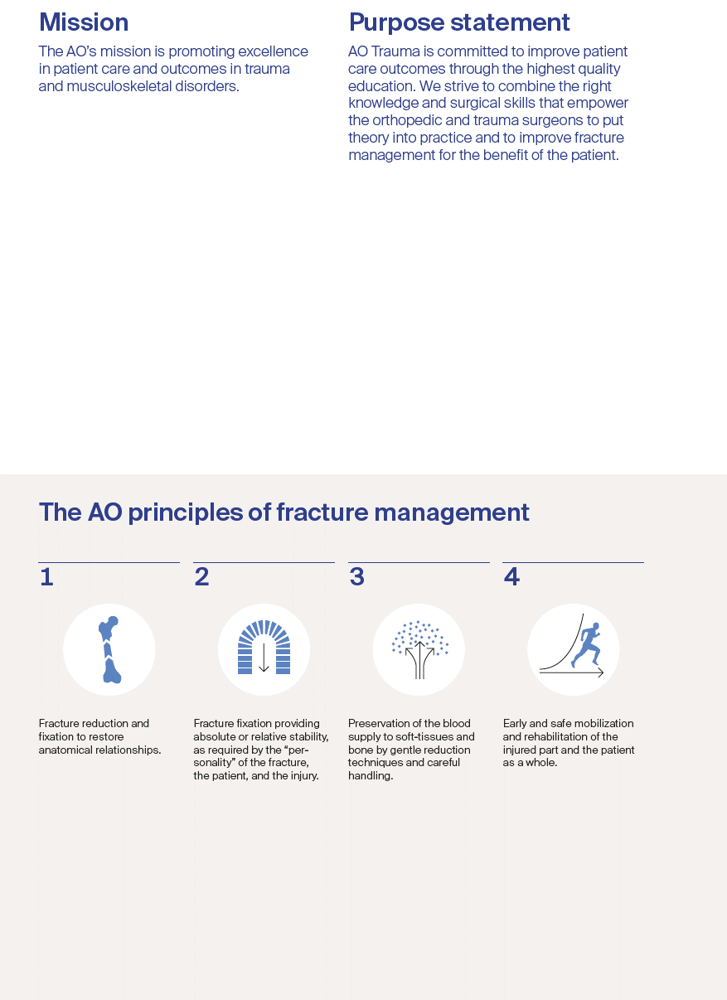 Mission
The AO’s mission is promoting excellence
in patient care and outcomes in trauma
and musculoskeletal disorders.
Purpose statement
AO Trauma is committed to improve patient
care outcomes through the highest quality
education. We strive to combine the right
knowledge and surgical skills that empower
the orthopedic and trauma surgeons to put
theory into practice and to improve fracture
management for the benefit of the patient.
The AO principles of fracture management
1
Fracture reduction and
fixation to restore
anatomical relationships.
2
Fracture fixation providing
absolute or relative stability,
as required by the “per-
sonality” of the fracture,
the patient, and the injury.
3
Preservation of the blood
supply to soft-tissues and
bone by gentle reduction
techniques and careful
handling.
4
Early and safe mobilization
and rehabilitation of the
injured part and the patient
as a whole.